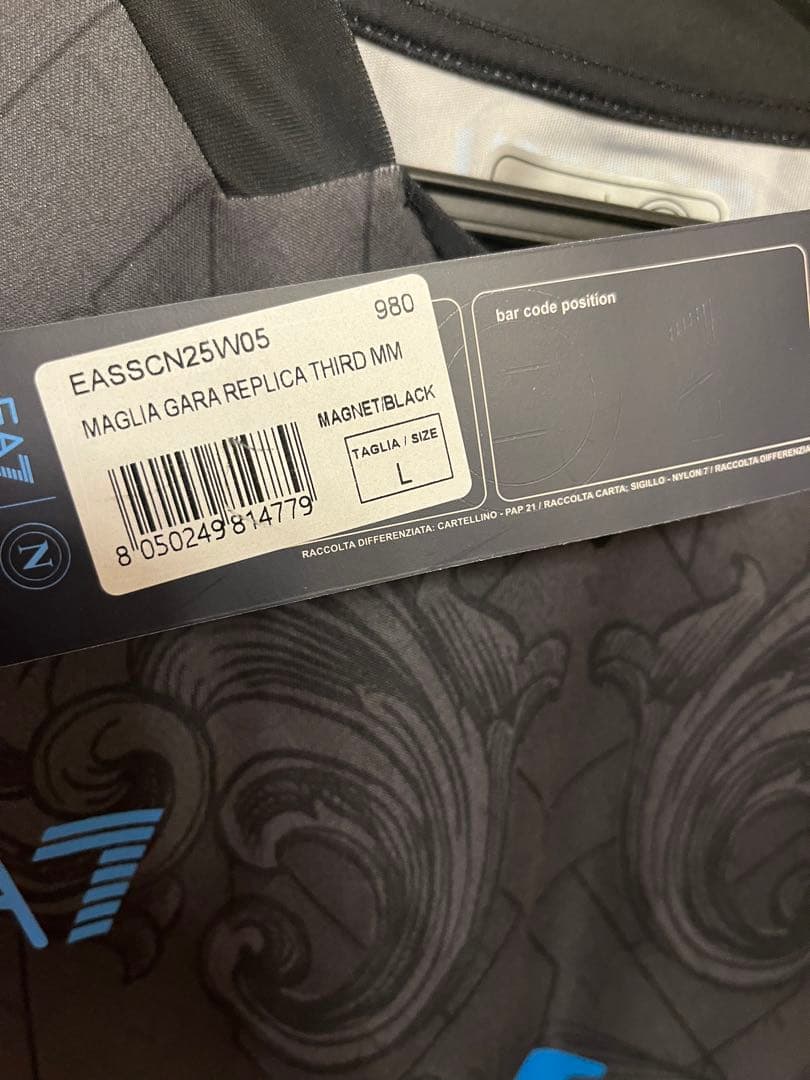 EASSCN25W05
980
MAGLIA GARA REPLICA THIRD MM
MAGNET/BLACK
TAGLIA / SIZE
L
8 050249 814779
bar code position
RACCOLTA DIFFERENZIATA: CARTELLINO - PAP 21 / RACCOLTA CARTA; SIGILLO - NYLON 7 / RACCOLTA DIFFERENZIA
EA7
N
A7